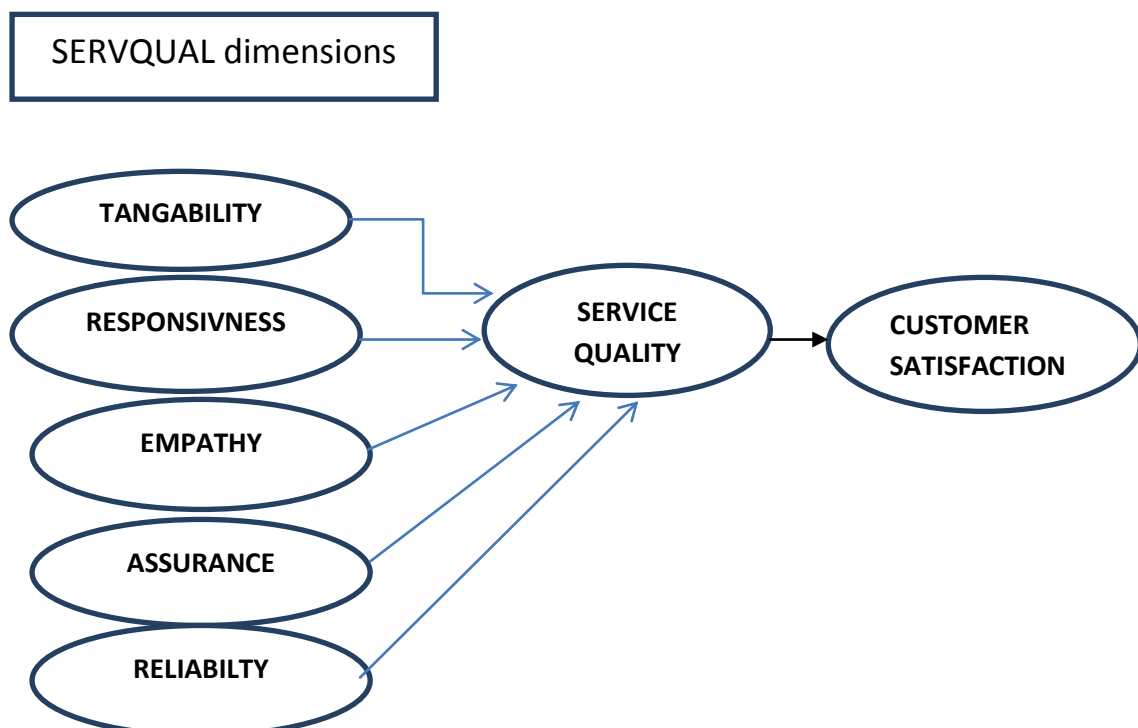 SERVQUAL dimensions
TANGABILITY
RESPONSIVNESS
EMPATHY
ASSURANCE
RELIABILTY
SERVICE
QUALITY
CUSTOMER
SATISFACTION